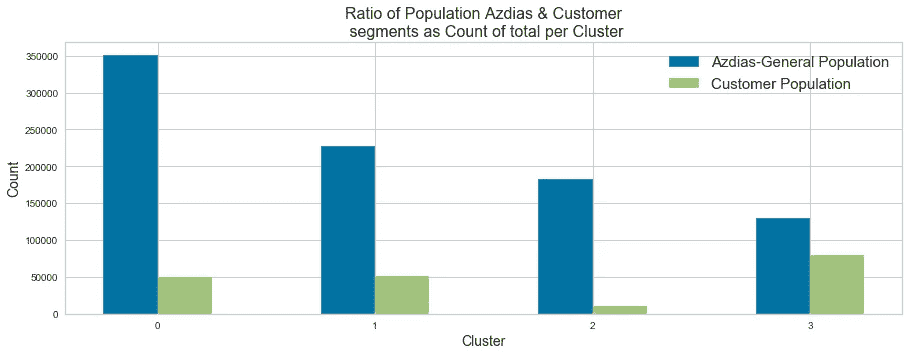 Ratio of Population Azdias & Customer
segments as Count of total per Cluster
Azdias-General Population
Customer Population
Count
350000
300000
250000
200000
150000
100000
50000
0
0 1 2 3
Cluster